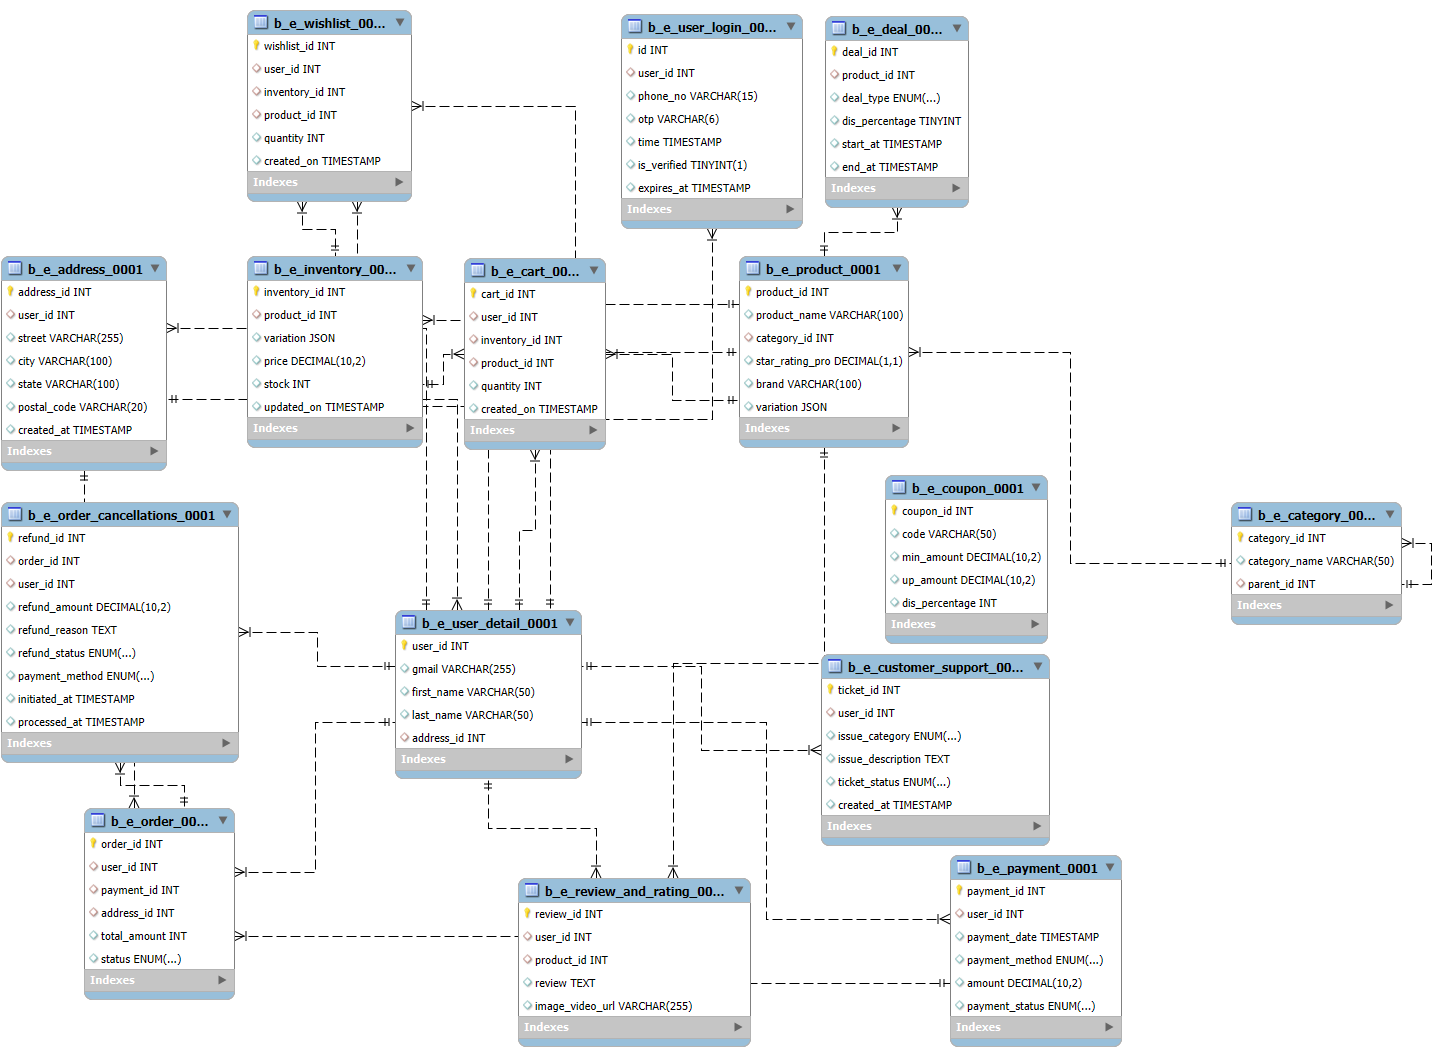 b_e_wishlist_00...
wishlist_id INT
user_id INT
inventory_id INT
product_id INT
quantity INT
created_on TIMESTAMP
Indexes
b_e_user_login_00...
id INT
user_id INT
phone_no VARCHAR(15)
otp VARCHAR(6)
time TIMESTAMP
is_verified TINYINT(1)
expires_at TIMESTAMP
Indexes
b_e_deal_00...
deal_id INT
product_id INT
deal_type ENUM(...)
dis_percentage TINYINT
start_at TIMESTAMP
end_at TIMESTAMP
Indexes
b_e_address_0001
address_id INT
user_id INT
street VARCHAR(255)
city VARCHAR(100)
state VARCHAR(100)
postal_code VARCHAR(20)
created_at TIMESTAMP
Indexes
b_e_inventory_00...
inventory_id INT
product_id INT
variation JSON
price DECIMAL(10,2)
stock INT
updated_on TIMESTAMP
Indexes
b_e_cart_00...
cart_id INT
user_id INT
inventory_id INT
product_id INT
quantity INT
created_on TIMESTAMP
Indexes
b_e_product_0001
product_id INT
product_name VARCHAR(100)
category_id INT
star_rating_pro DECIMAL(1,1)
brand VARCHAR(100)
variation JSON
Indexes
b_e_coupon_0001
coupon_id INT
code VARCHAR(50)
min_amount DECIMAL(10,2)
up_amount DECIMAL(10,2)
dis_percentage INT
Indexes
b_e_category_00...
category_id INT
category_name VARCHAR(50)
parent_id INT
Indexes
b_e_order_cancellations_0001
refund_id INT
order_id INT
user_id INT
refund_amount DECIMAL(10,2)
refund_reason TEXT
refund_status ENUM(...)
payment_method ENUM(...)
initiated_at TIMESTAMP
processed_at TIMESTAMP
Indexes
b_e_user_detail_0001
user_id INT
gmail VARCHAR(255)
first_name VARCHAR(50)
last_name VARCHAR(50)
address_id INT
Indexes
b_e_customer_support_00...
ticket_id INT
user_id INT
issue_category ENUM(...)
issue_description TEXT
ticket_status ENUM(...)
created_at TIMESTAMP
Indexes
b_e_order_00...
order_id INT
user_id INT
payment_id INT
address_id INT
total_amount INT
status ENUM(...)
Indexes
b_e_review_and_rating_00...
review_id INT
user_id INT
product_id INT
review TEXT
image_video_url VARCHAR(255)
Indexes
b_e_payment_0001
payment_id INT
user_id INT
payment_date TIMESTAMP
payment_method ENUM(...)
amount DECIMAL(10,2)
payment_status ENUM(...)
Indexes